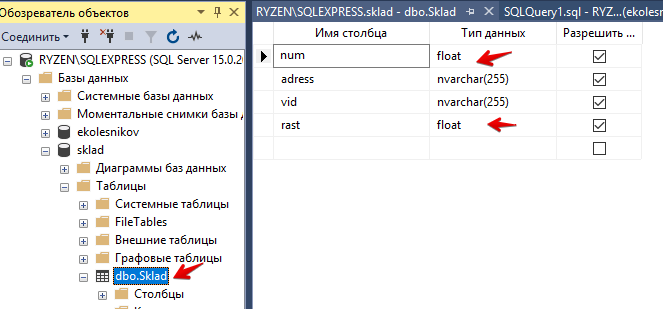 Обозреватель объектов
Соединить
RYZEN\SQLEXPRESS (SQL Server 15.0.20
Базы данных
Системные базы данных
Моментальные снимки базы д
ekolesnikov
sklad
Диаграммы баз данных
Таблицы
Системные таблицы
FileTables
Внешние таблицы
Графовые таблицы
dbo.Sklad
Столбцы
RYZEN\SQLEXPRESS.sklad - dbo.Sklad
SQLQuery1.sql - RYZ...(ekolesn
Имя столбца Тип данных Разрешить ...
num float
adress nvarchar(255)
vid nvarchar(255)
rast float